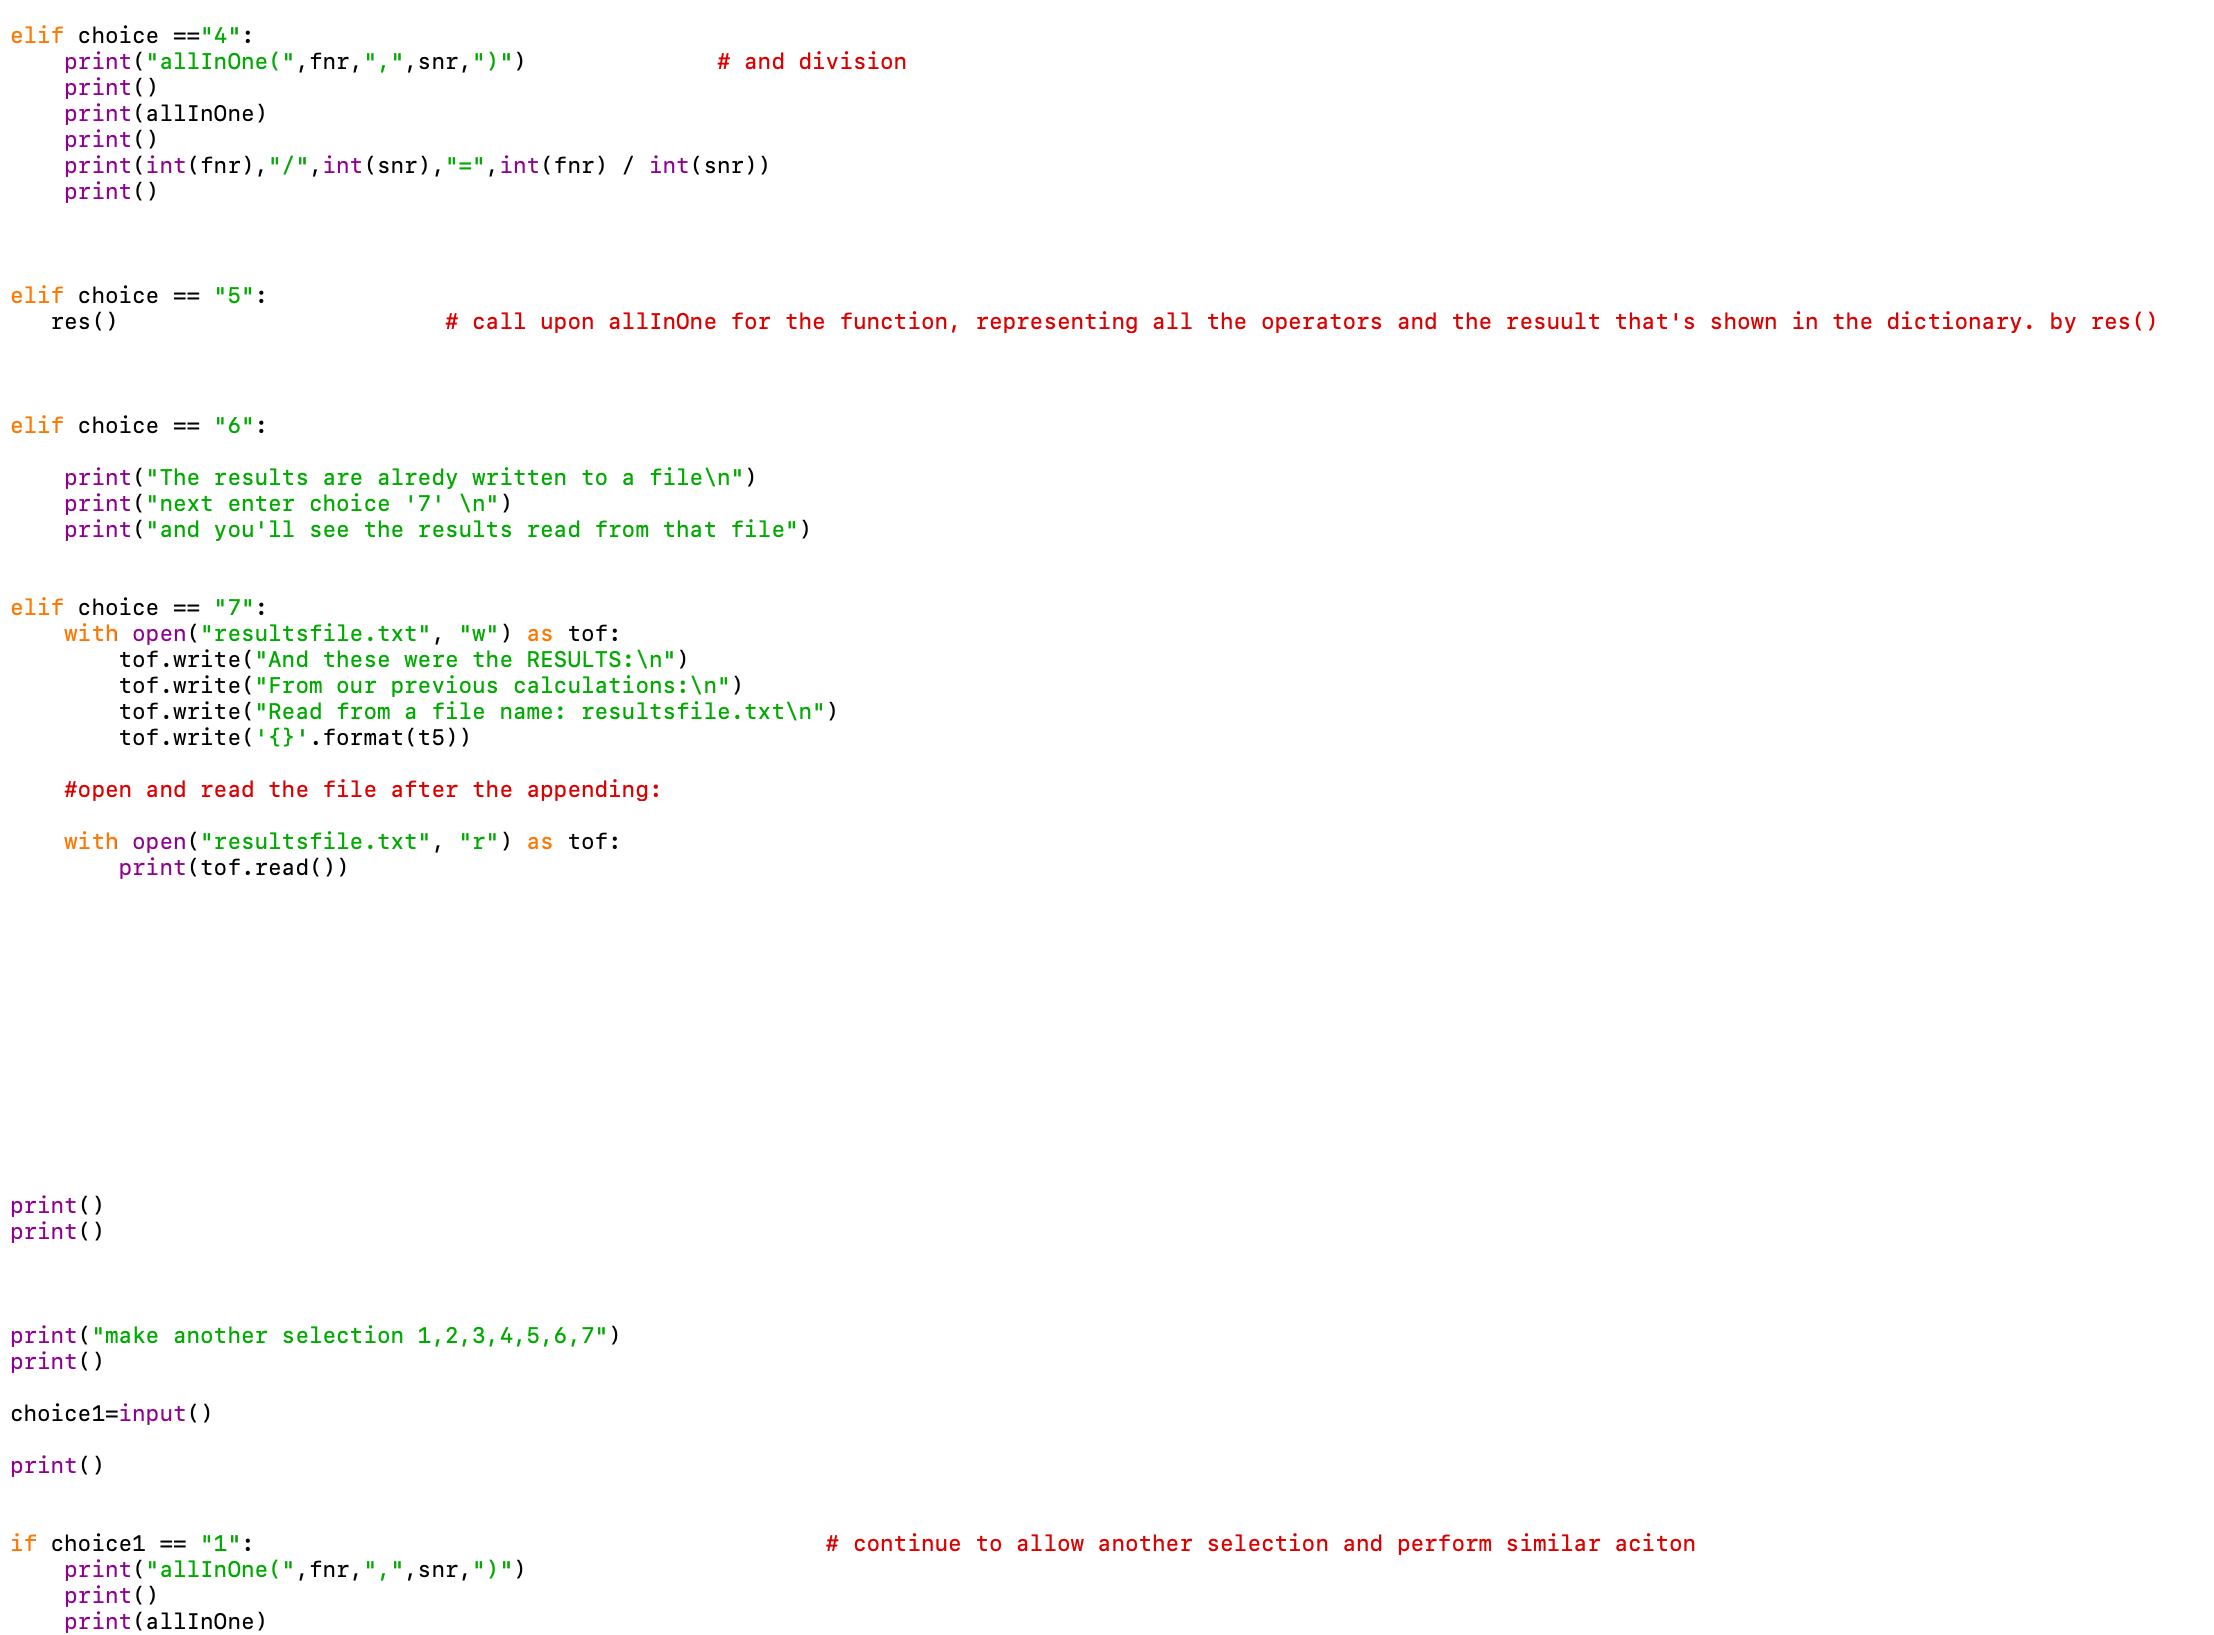 elif choice =="4":
    print("allInOne(",fnr,",",snr,")")              # and division
    print()
    print(allInOne)
    print()
    print(int(fnr),"/",int(snr),"=",int(fnr) / int(snr))
    print()
elif choice == "5":
   res()                        # call upon allInOne for the function, representing all the operators and the resuult that's shown in the dictionary. by res()
elif choice == "6":
    print("The results are alredy written to a file\n")
    print("next enter choice '7' \n")
    print("and you'll see the results read from that file")
elif choice == "7":
    with open("resultsfile.txt", "w") as tof:
        tof.write("And these were the RESULTS:\n")
        tof.write("From our previous calculations:\n")
        tof.write("Read from a file name: resultsfile.txt\n")
        tof.write('{}'.format(t5))
    #open and read the file after the appending:
    with open("resultsfile.txt", "r") as tof:
        print(tof.read())
print()
print()
print("make another selection 1,2,3,4,5,6,7")
print()
choice1=input()
print()
if choice1 == "1":                                          # continue to allow another selection and perform similar aciton
    print("allInOne(",fnr,",",snr,")")
    print()
    print(allInOne)